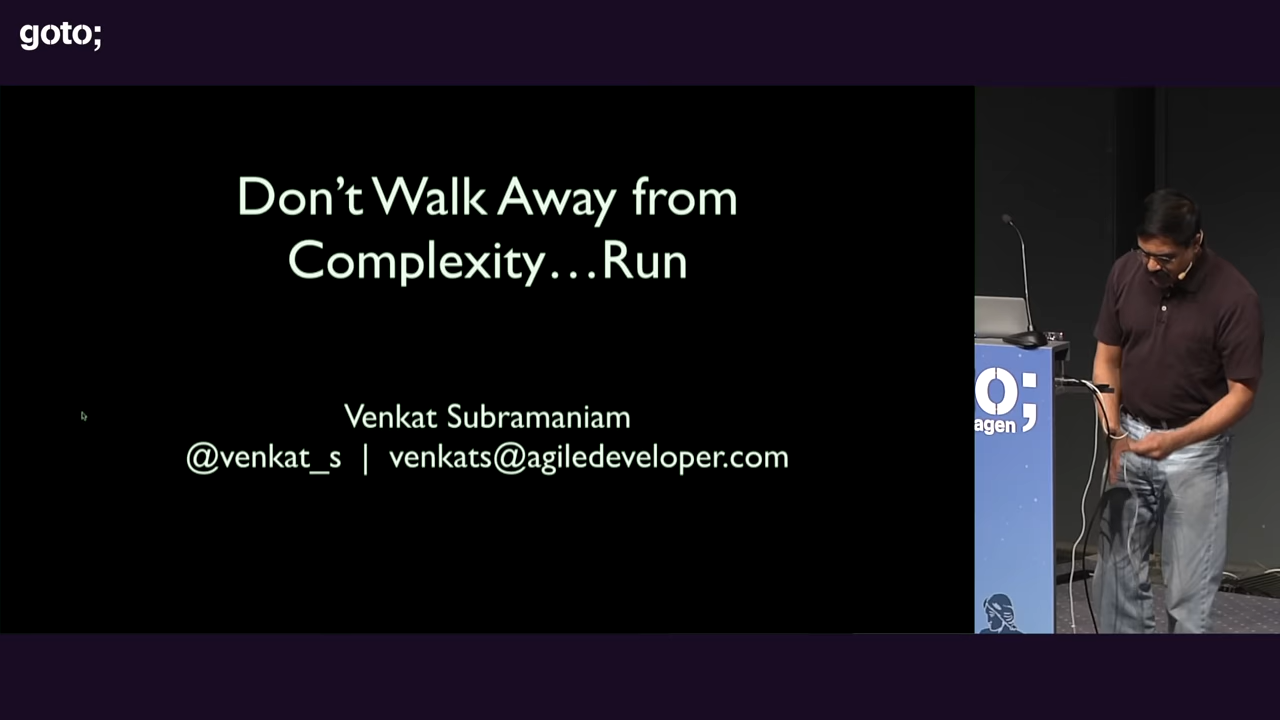 goto;
Don't Walk Away from
Complexity...Run
Venkat Subramaniam
@venkat_s | venkats@agiledeveloper.com
o;
agen